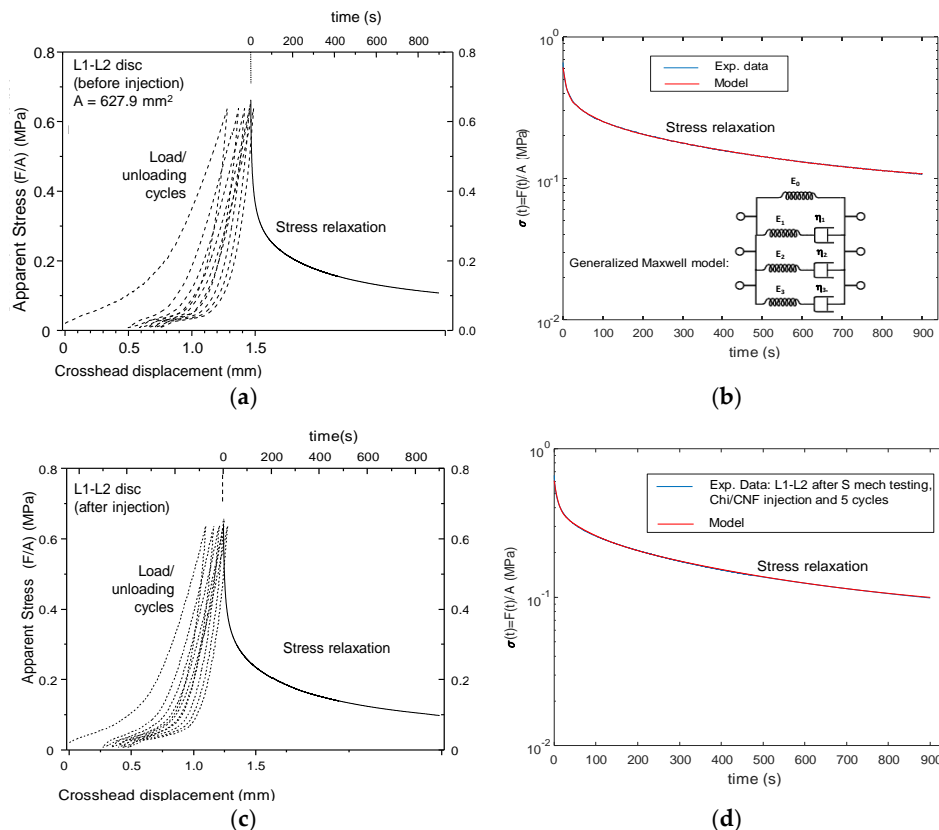 time (s)
0 200 400 600 800
0.8
0.8
L1-L2 disc
(before injection)
A = 627.9 mm²
0.6
0.6
Load/
unloading
cycles
0.4
0.4
Stress relaxation
0.2
0.2
0
0.0
0 0.5 1.0 1.5
Apparent Stress (F/A) (MPa)
Crosshead displacement (mm)
(a)
10⁰
Exp. data
Model
Stress relaxation
10⁻¹
σ (t)=F(t)/ A (MPa)
E₀
E₁ η₁
E₂ η₂
E₃ η₃
Generalized Maxwell model:
10⁻²
0 100 200 300 400 500 600 700 800 900
time (s)
(b)
time(s)
0 200 400 600 800
0.8
0.8
L1-L2 disc
(after injection)
0.6
0.6
Load/
unloading
cycles
0.4
0.4
Stress relaxation
0.2
0.2
0
0
0 0.5 1.0 1.5
Apparent Stress (F/A) (MPa)
Crosshead displacement (mm)
(c)
10⁰
Exp. Data: L1-L2 after S mech testing,
Chi/CNF injection and 5 cycles
Model
Stress relaxation
10⁻¹
σ(t)=F(t)/ A (MPa)
10⁻²
0 100 200 300 400 500 600 700 800 900
time (s)
(d)